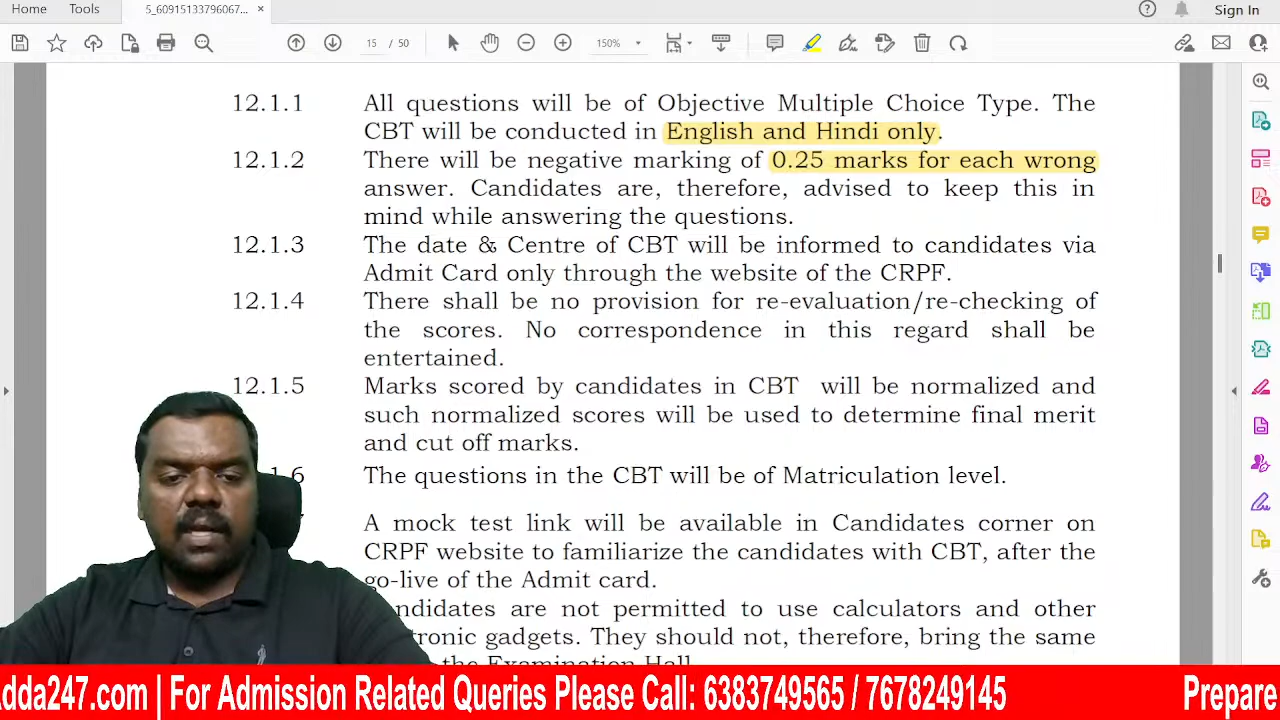 Home Tools 5_60915133796067... × Sign In
15 / 50 150%
12.1.1 All questions will be of Objective Multiple Choice Type. The
CBT will be conducted in English and Hindi only.
12.1.2 There will be negative marking of 0.25 marks for each wrong
answer. Candidates are, therefore, advised to keep this in
mind while answering the questions.
12.1.3 The date & Centre of CBT will be informed to candidates via
Admit Card only through the website of the CRPF.
12.1.4 There shall be no provision for re-evaluation/re-checking of
the scores. No correspondence in this regard shall be
entertained.
12.1.5 Marks scored by candidates in CBT will be normalized and
such normalized scores will be used to determine final merit
and cut off marks.
.1.6 The questions in the CBT will be of Matriculation level.
A mock test link will be available in Candidates corner on
CRPF website to familiarize the candidates with CBT, after the
go-live of the Admit card.
andidates are not permitted to use calculators and other
tronic gadgets. They should not, therefore, bring the same
the Examination Hall.
Adda247.com | For Admission Related Queries Please Call: 6383749565 / 7678249145 Prepare